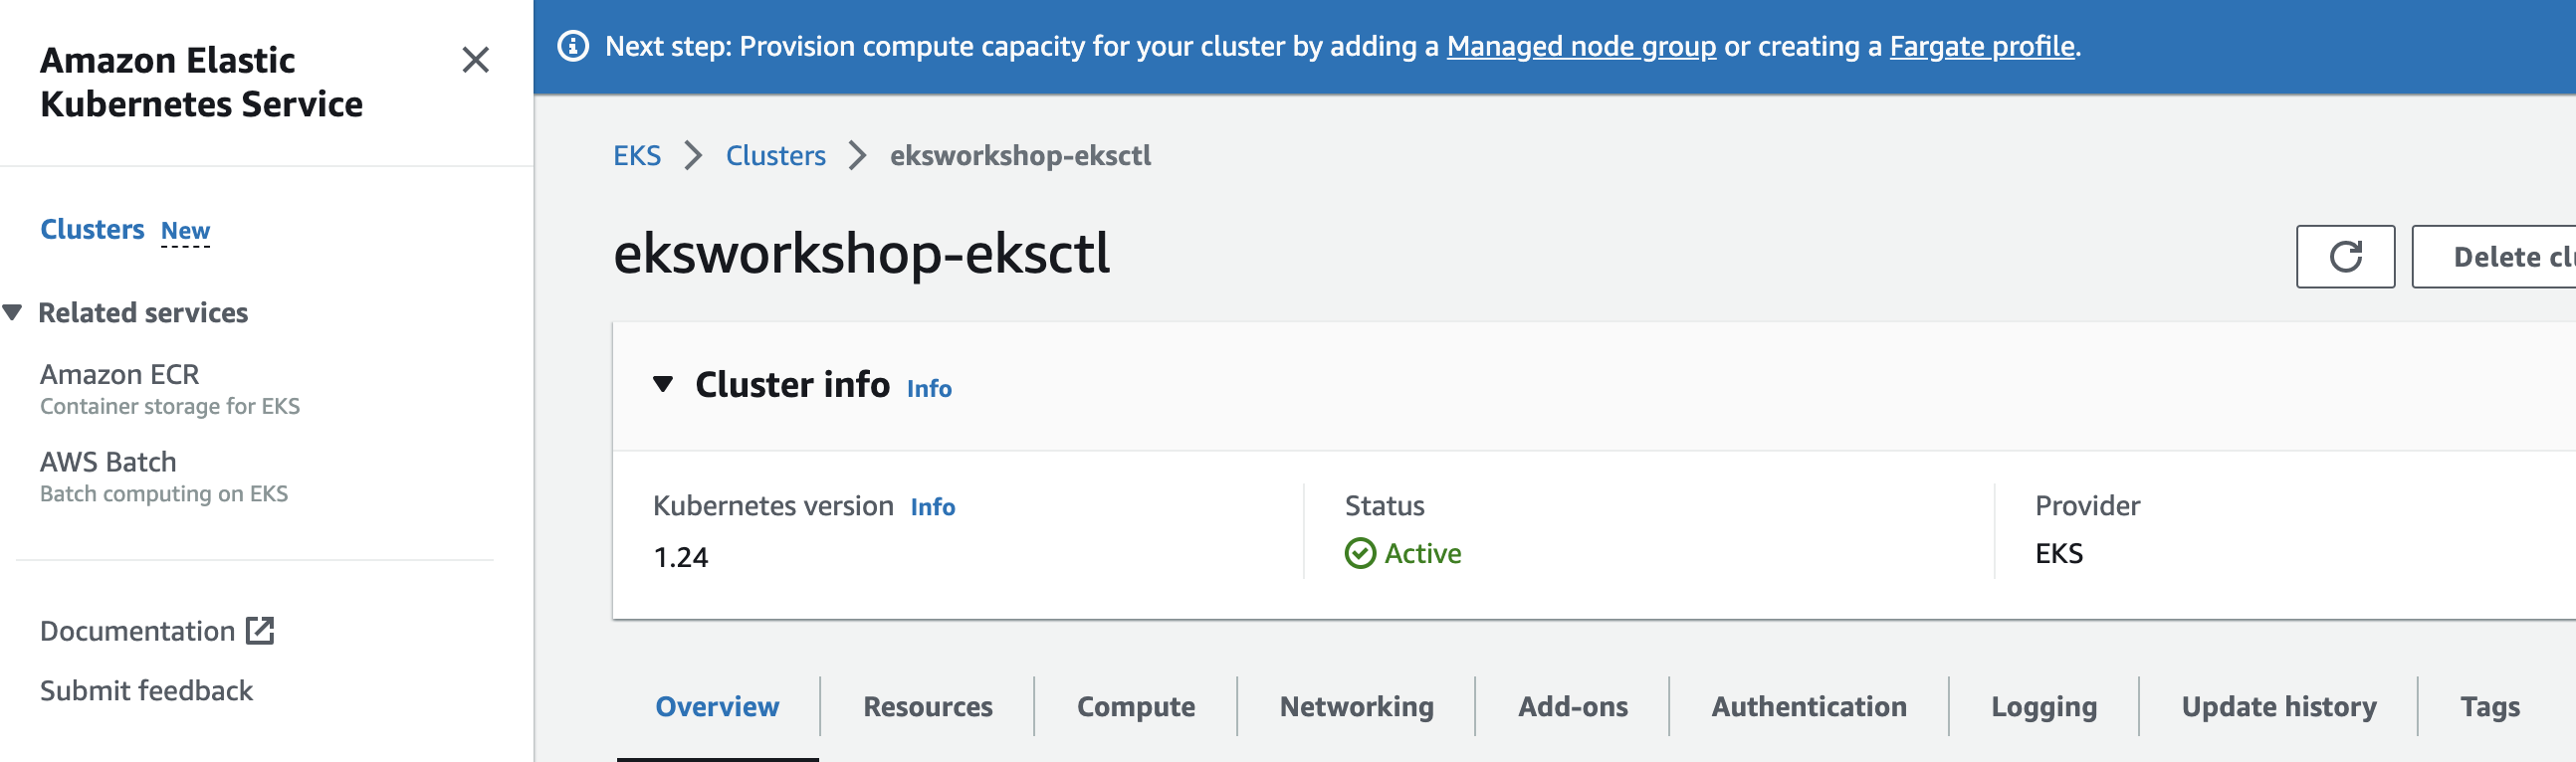 Amazon Elastic
Kubernetes Service
Clusters New
Related services
Amazon ECR
Container storage for EKS
AWS Batch
Batch computing on EKS
Documentation
Submit feedback
Next step: Provision compute capacity for your cluster by adding a Managed node group or creating a Fargate profile.
EKS Clusters eksworkshop-eksctl
eksworkshop-eksctl
Delete
Cluster info Info
Kubernetes version Info
1.24
Status
Active
Provider
EKS
Overview Resources Compute Networking Add-ons Authentication Logging Update history Tags